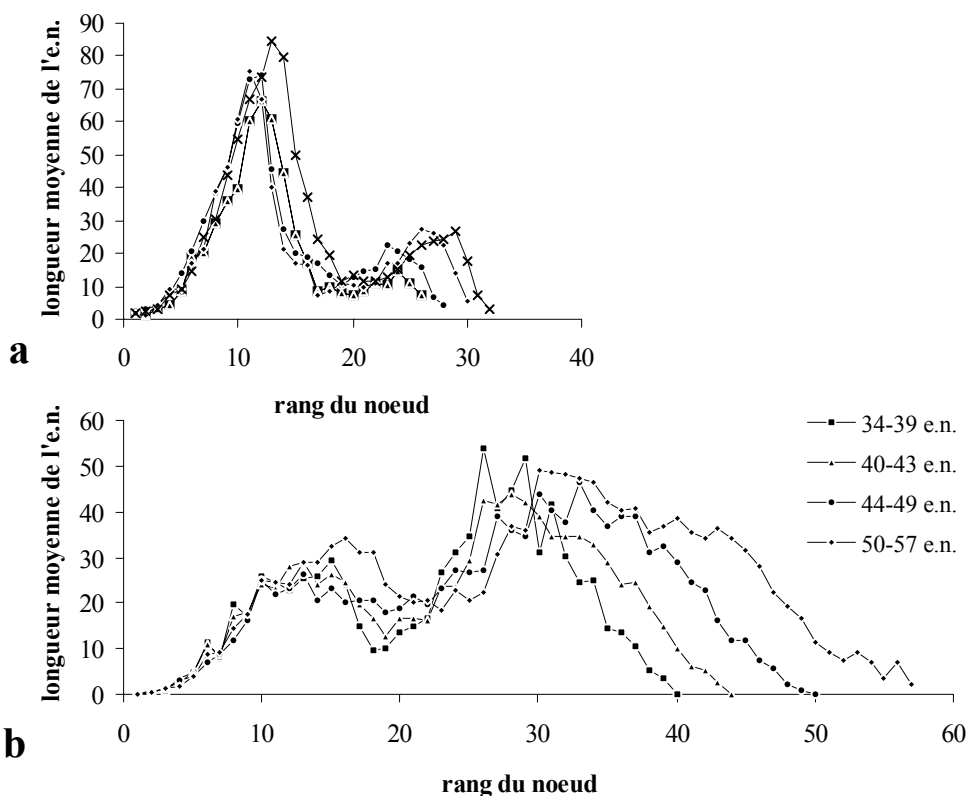 longueur moyenne de l'e.n.
90
80
70
60
50
40
30
20
10
0
0 10 20 30 40
a
rang du noeud
longueur moyenne de l'e.n.
60
50
40
30
20
10
0
34-39 e.n.
40-43 e.n.
44-49 e.n.
50-57 e.n.
0 10 20 30 40 50 60
b
rang du noeud